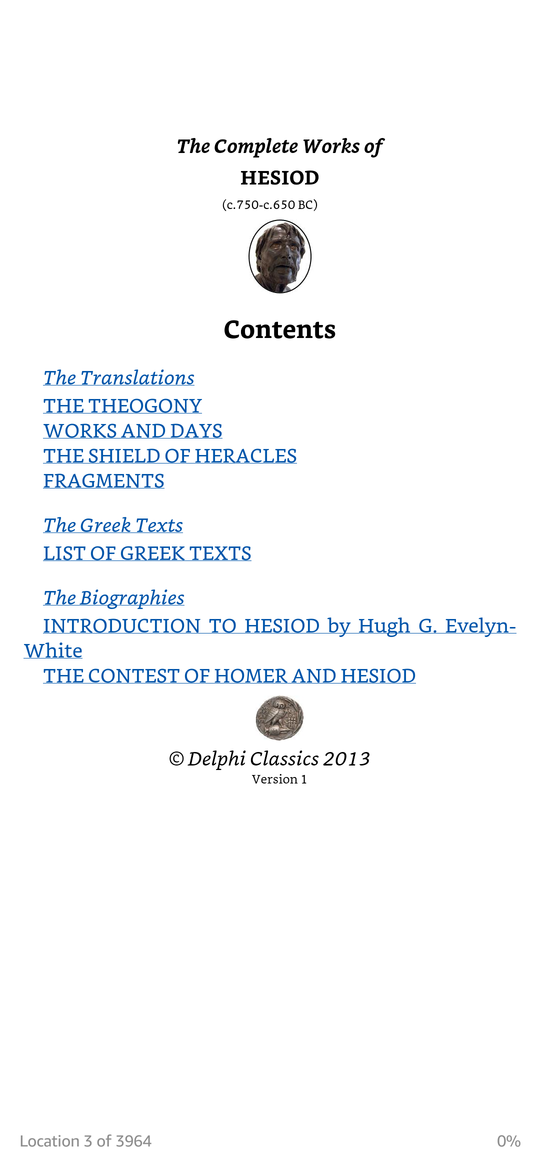 The Complete Works of
HESIOD
(c.750-c.650 BC)
Contents
The Translations
THE THEOGONY
WORKS AND DAYS
THE SHIELD OF HERACLES
FRAGMENTS
The Greek Texts
LIST OF GREEK TEXTS
The Biographies
INTRODUCTION TO HESIOD by Hugh G. Evelyn-
White
THE CONTEST OF HOMER AND HESIOD
© Delphi Classics 2013
Version 1
Location 3 of 3964 0%